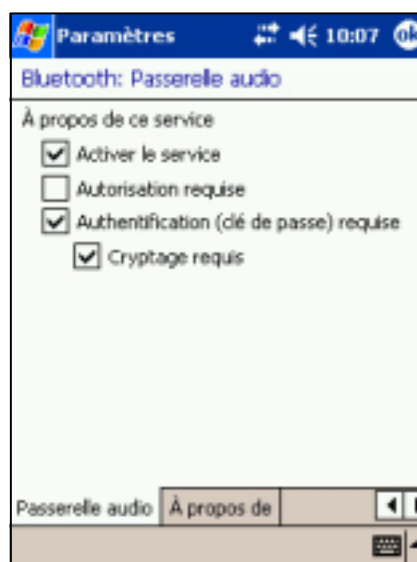 Paramètres 10:07 ok
Bluetooth: Passerelle audio
À propos de ce service
Activer le service
Autorisation requise
Authentification (clé de passe) requise
Cryptage requis
Passerelle audio À propos de